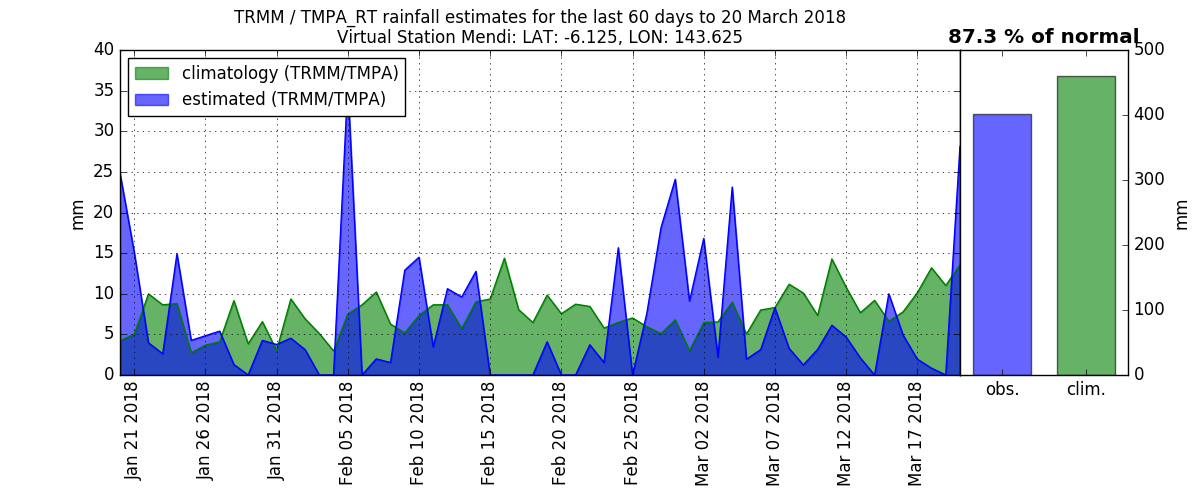 TRMM / TMPA_RT rainfall estimates for the last 60 days to 20 March 2018
Virtual Station Mendi: LAT: -6.125, LON: 143.625
87.3 % of normal
climatology (TRMM/TMPA)
estimated (TRMM/TMPA)
40
35
30
25
20
15
10
5
0
mm
Jan 21 2018
Jan 26 2018
Jan 31 2018
Feb 05 2018
Feb 10 2018
Feb 15 2018
Feb 20 2018
Feb 25 2018
Mar 02 2018
Mar 07 2018
Mar 12 2018
Mar 17 2018
500
400
300
200
100
0
mm
obs.
clim.